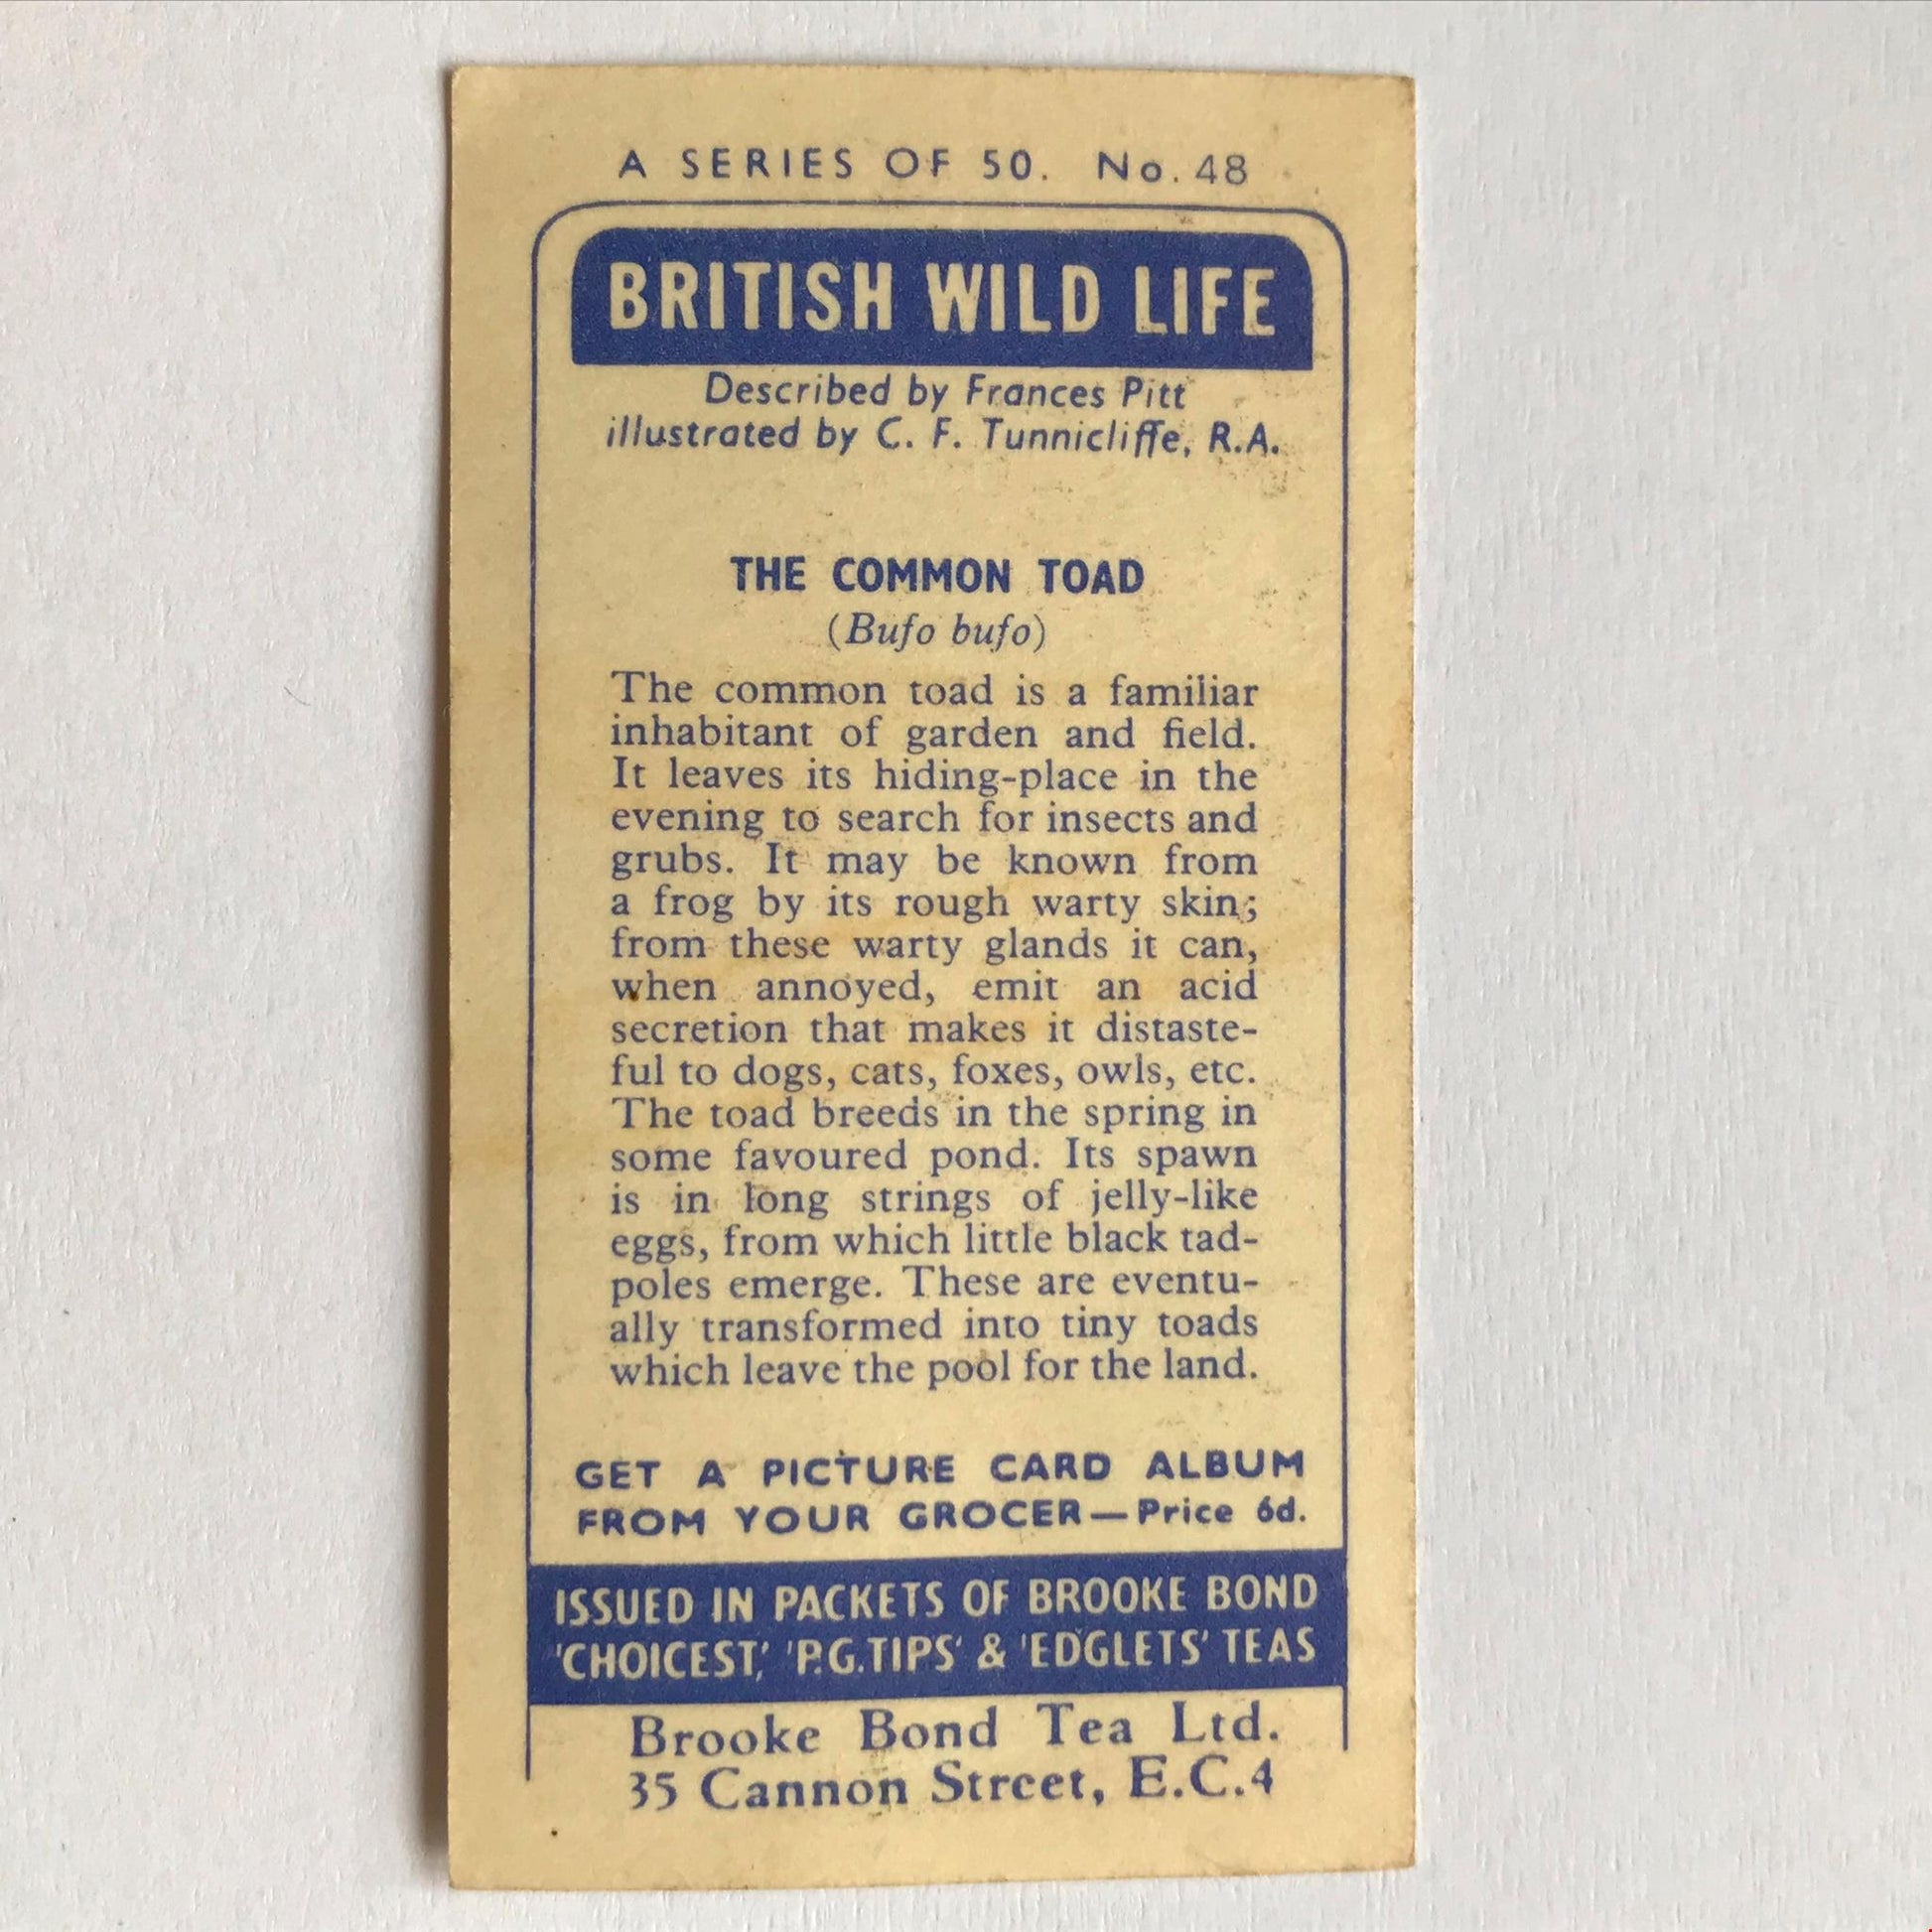 A SERIES OF 50. No. 48
BRITISH WILD LIFE
Described by Frances Pitt
illustrated by C. F. Tunnicliffe, R.A.
THE COMMON TOAD
(Bufo bufo)
The common toad is a familiar
inhabitant of garden and field.
It leaves its hiding-place in the
evening to search for insects and
grubs. It may be known from
a frog by its rough warty skin;
from these warty glands it can,
when annoyed, emit an acid
secretion that makes it distaste-
ful to dogs, cats, foxes, owls, etc.
The toad breeds in the spring in
some favoured pond. Its spawn
is in long strings of jelly-like
eggs, from which little black tad-
poles emerge. These are eventu-
ally transformed into tiny toads
which leave the pool for the land.
GET A PICTURE CARD ALBUM
FROM YOUR GROCER—Price 6d.
ISSUED IN PACKETS OF BROOKE BOND
'CHOICEST,' 'P.G.TIPS' & 'EDGLETS' TEAS
Brooke Bond Tea Ltd.
35 Cannon Street, E.C.4